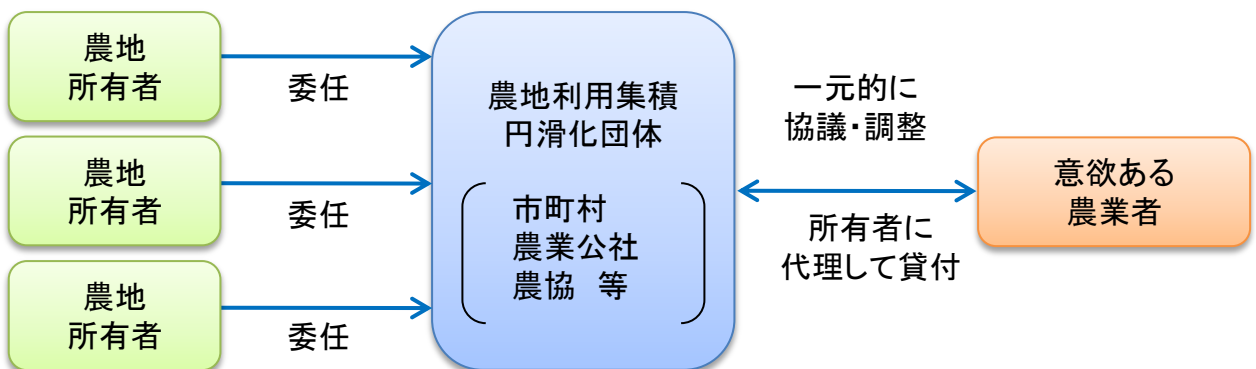 農地
所有者
委任
農地
所有者
委任
農地
所有者
委任
農地利用集積
円滑化団体
市町村
農業公社
農協　等
一元的に
協議・調整
所有者に
代理して貸付
意欲ある
農業者